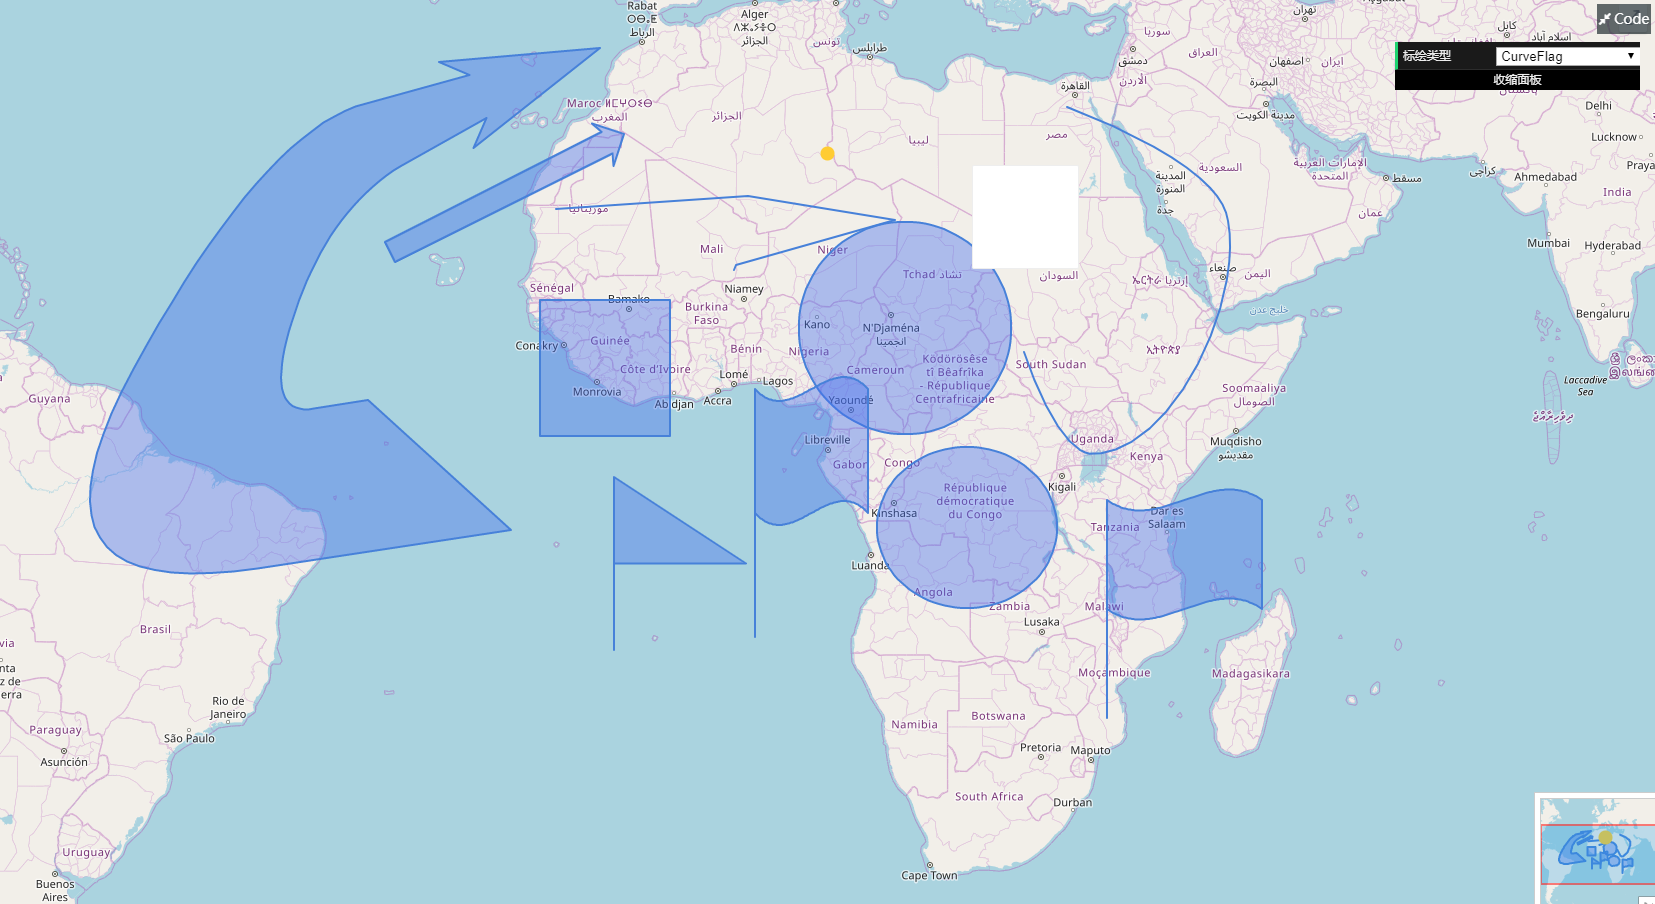 Rabat
ⵔⴱⴰⵟ
الرباط
Alger
الجزائر
تونس
طرابلس
دمشق
سوريا
العراق
تهران
کابل
اسلام آباد
ایران
اصفهان
البصرة
الأردن
القاهرة
مدينة الكويت
Code
标绘类型
CurveFlag
收缩面板
Delhi
Lucknow
Maroc ⵍⵎⵖⵔⵉⴱ
المغرب
الجزائر
ليبيا
مصر
السعودية
الإمارات العربية
المتحدة
المدينة
المنورة
جدة
مسقط
کراچی
Ahmedabad
Praya
India
عمان
موريتانيا
Mali
Niger
Tchad تشاد
السودان
صنعاء
اليمن
ኤርትራ إرتريا
Mumbai
Hyderabad
Sénégal
Bamako
Niamey
Burkina
Faso
خليج عدن
Bengaluru
Conakry
Guinée
Bénin
Kano
N'Djaména
انجمينا
Nigeria
Cameroun
Ködörösêse
tî Bêafrîka
- République
Centrafricaine
South Sudan
ኢትዮጵያ
Côte d'Ivoire
Monrovia
Lomé
Lagos
Accra
Abidjan
Yaoundé
Soomaaliya
الصومال
Laccadive
Sea
ශ්‍රී ලංකා
இலங்கை
ދިވެހިރާއްޖެ
Guyana
Libreville
Gabon
Congo
Uganda
Kenya
Muqdisho
مقديشو
Kigali
République
démocratique
du Congo
Kinshasa
Tanzania
Dar es
Salaam
Luanda
Angola
Zambia
Malawi
Lusaka
Brasil
via
nta
z de
erra
Moçambique
Madagasikara
Rio de
Janeiro
São Paulo
Paraguay
Asunción
Namibia
Botswana
Pretoria
Maputo
South Africa
Durban
Uruguay
Buenos
Aires
Cape Town